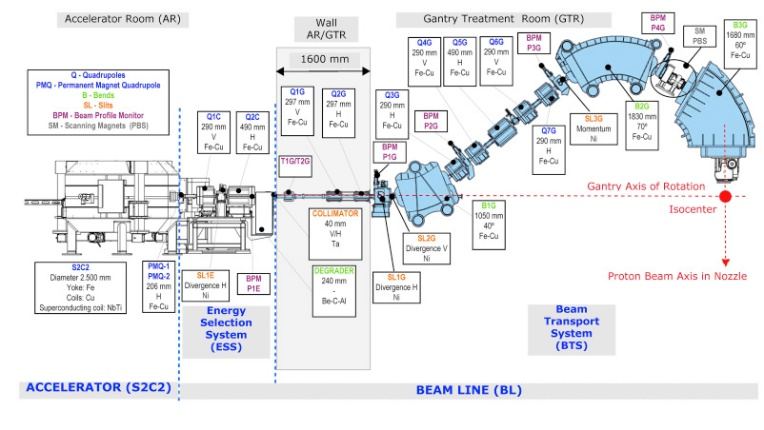 Accelerator Room (AR)
Wall
AR/GTR
Gantry Treatment Room (GTR)
1600 mm
Q - Quadrupoles
PMQ - Permanent Magnet Quadrupole
B - Bends
SL - Slits
BPM - Beam Profile Monitor
SM - Scanning Magnets (PBS)
Q1C
290 mm
V
Fe-Cu
Q2C
490 mm
H
Fe-Cu
Q1G
297 mm
V
Fe-Cu
Q2G
297 mm
H
Fe-Cu
Q3G
290 mm
H
Fe-Cu
Q4G
290 mm
V
Fe-Cu
Q5G
490 mm
H
Fe-Cu
Q6G
290 mm
V
Fe-Cu
BPM
P3G
BPM
P4G
SM
PBS
B3G
1680 mm
60º
Fe-Cu
BPM
P2G
BPM
P1G
T1G/T2G
SL3G
Momentum
Ni
B2G
1830 mm
70º
Fe-Cu
Q7G
290 mm
H
Fe-Cu
Gantry Axis of Rotation
Isocenter
Proton Beam Axis in Nozzle
B1G
1050 mm
40º
Fe-Cu
COLLIMATOR
40 mm
V/H
Ta
SL2G
Divergence V
Ni
DEGRADER
240 mm
-
Be-C-Al
SL1G
Divergence H
Ni
S2C2
Diameter 2.500 mm
Yoke: Fe
Coils: Cu
Superconducting coil: NbTi
PMQ-1
PMQ-2
206 mm
H
Fe-Cu
SL1E
Divergence H
Ni
BPM
P1E
Energy
Selection
System
(ESS)
Beam
Transport
System
(BTS)
ACCELERATOR (S2C2)
BEAM LINE (BL)